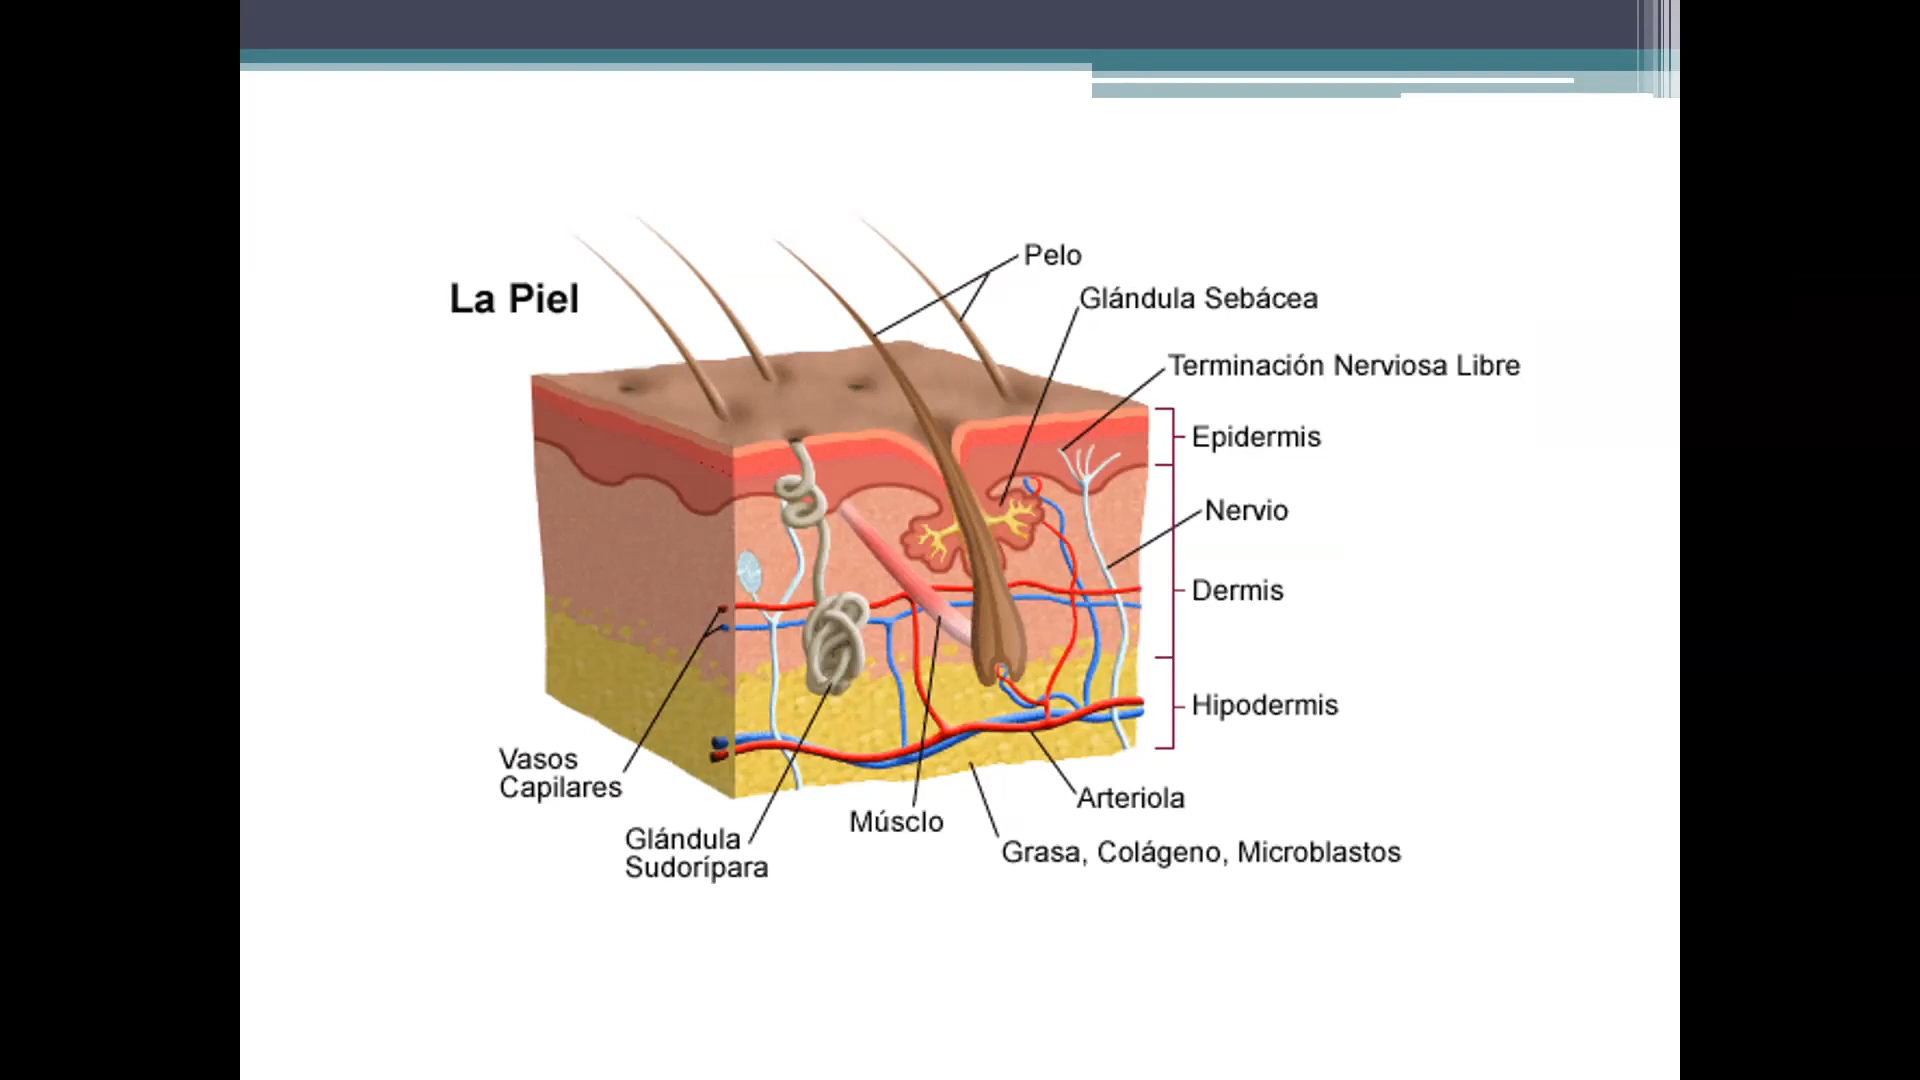 Pelo
La Piel
Glándula Sebácea
Terminación Nerviosa Libre
Epidermis
Nervio
Dermis
Hipodermis
Vasos
Capilares
Arteriola
Músclo
Glándula
Sudorípara
Grasa, Colágeno, Microblastos